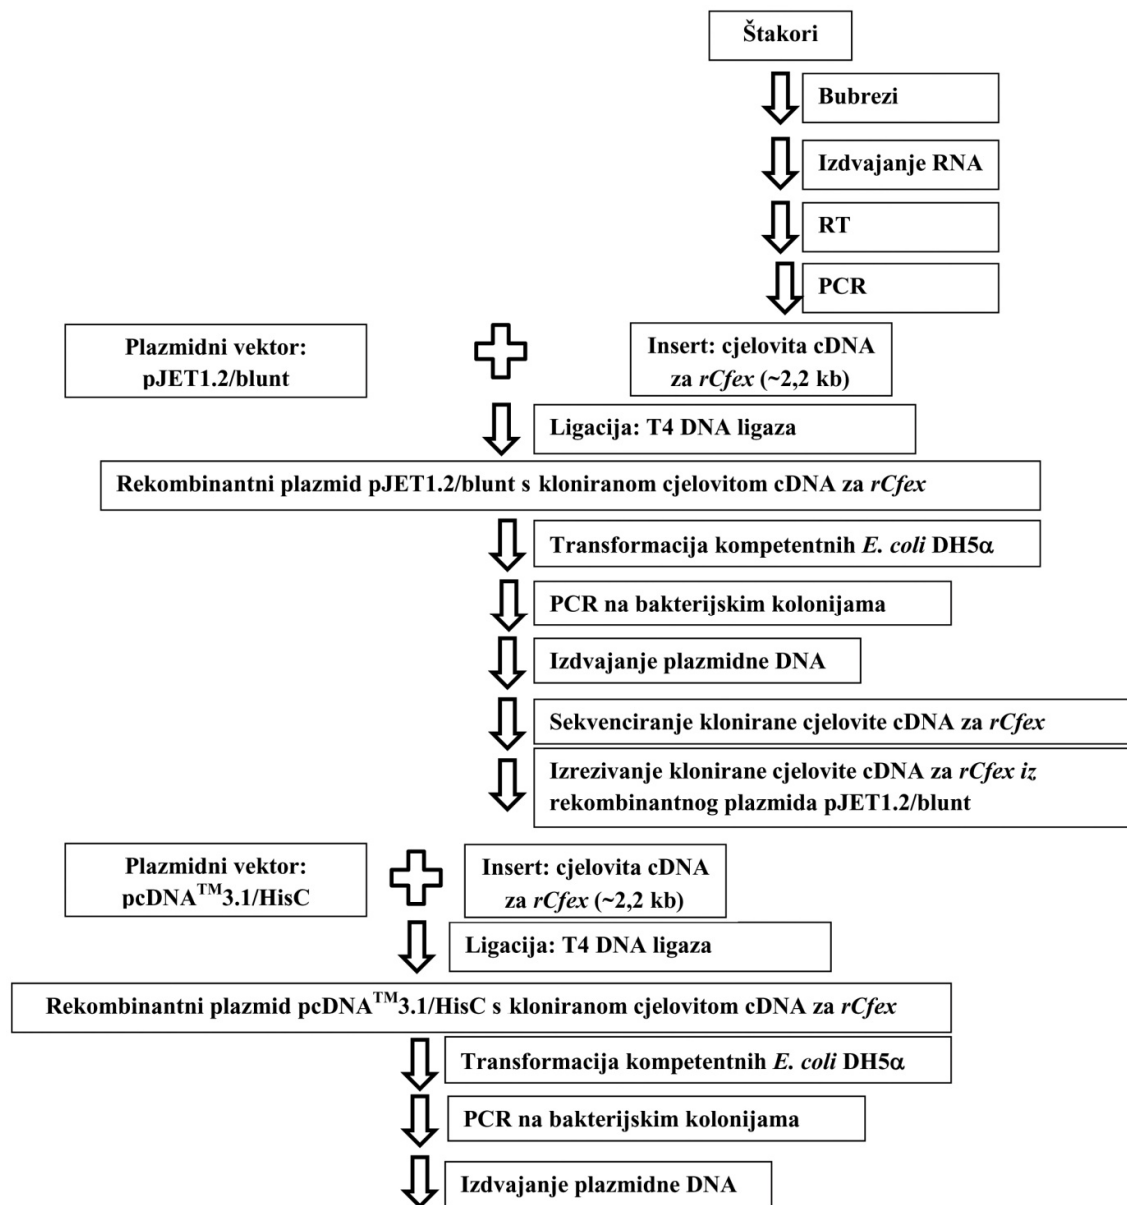 Štakori
Bubrezi
Izdvajanje RNA
RT
PCR
Plazmidni vektor:
pJET1.2/blunt
Insert: cjelovita cDNA
za rCfex (~2,2 kb)
Ligacija: T4 DNA ligaza
Rekombinantni plazmid pJET1.2/blunt s kloniranom cjelovitom cDNA za rCfex
Transformacija kompetentnih E. coli DH5α
PCR na bakterijskim kolonijama
Izdvajanje plazmidne DNA
Sekvenciranje klonirane cjelovite cDNA za rCfex
Izrezivanje klonirane cjelovite cDNA za rCfex iz
rekombinantnog plazmida pJET1.2/blunt
Plazmidni vektor:
pcDNA™3.1/HisC
Insert: cjelovita cDNA
za rCfex (~2,2 kb)
Ligacija: T4 DNA ligaza
Rekombinantni plazmid pcDNA™3.1/HisC s kloniranom cjelovitom cDNA za rCfex
Transformacija kompetentnih E. coli DH5α
PCR na bakterijskim kolonijama
Izdvajanje plazmidne DNA